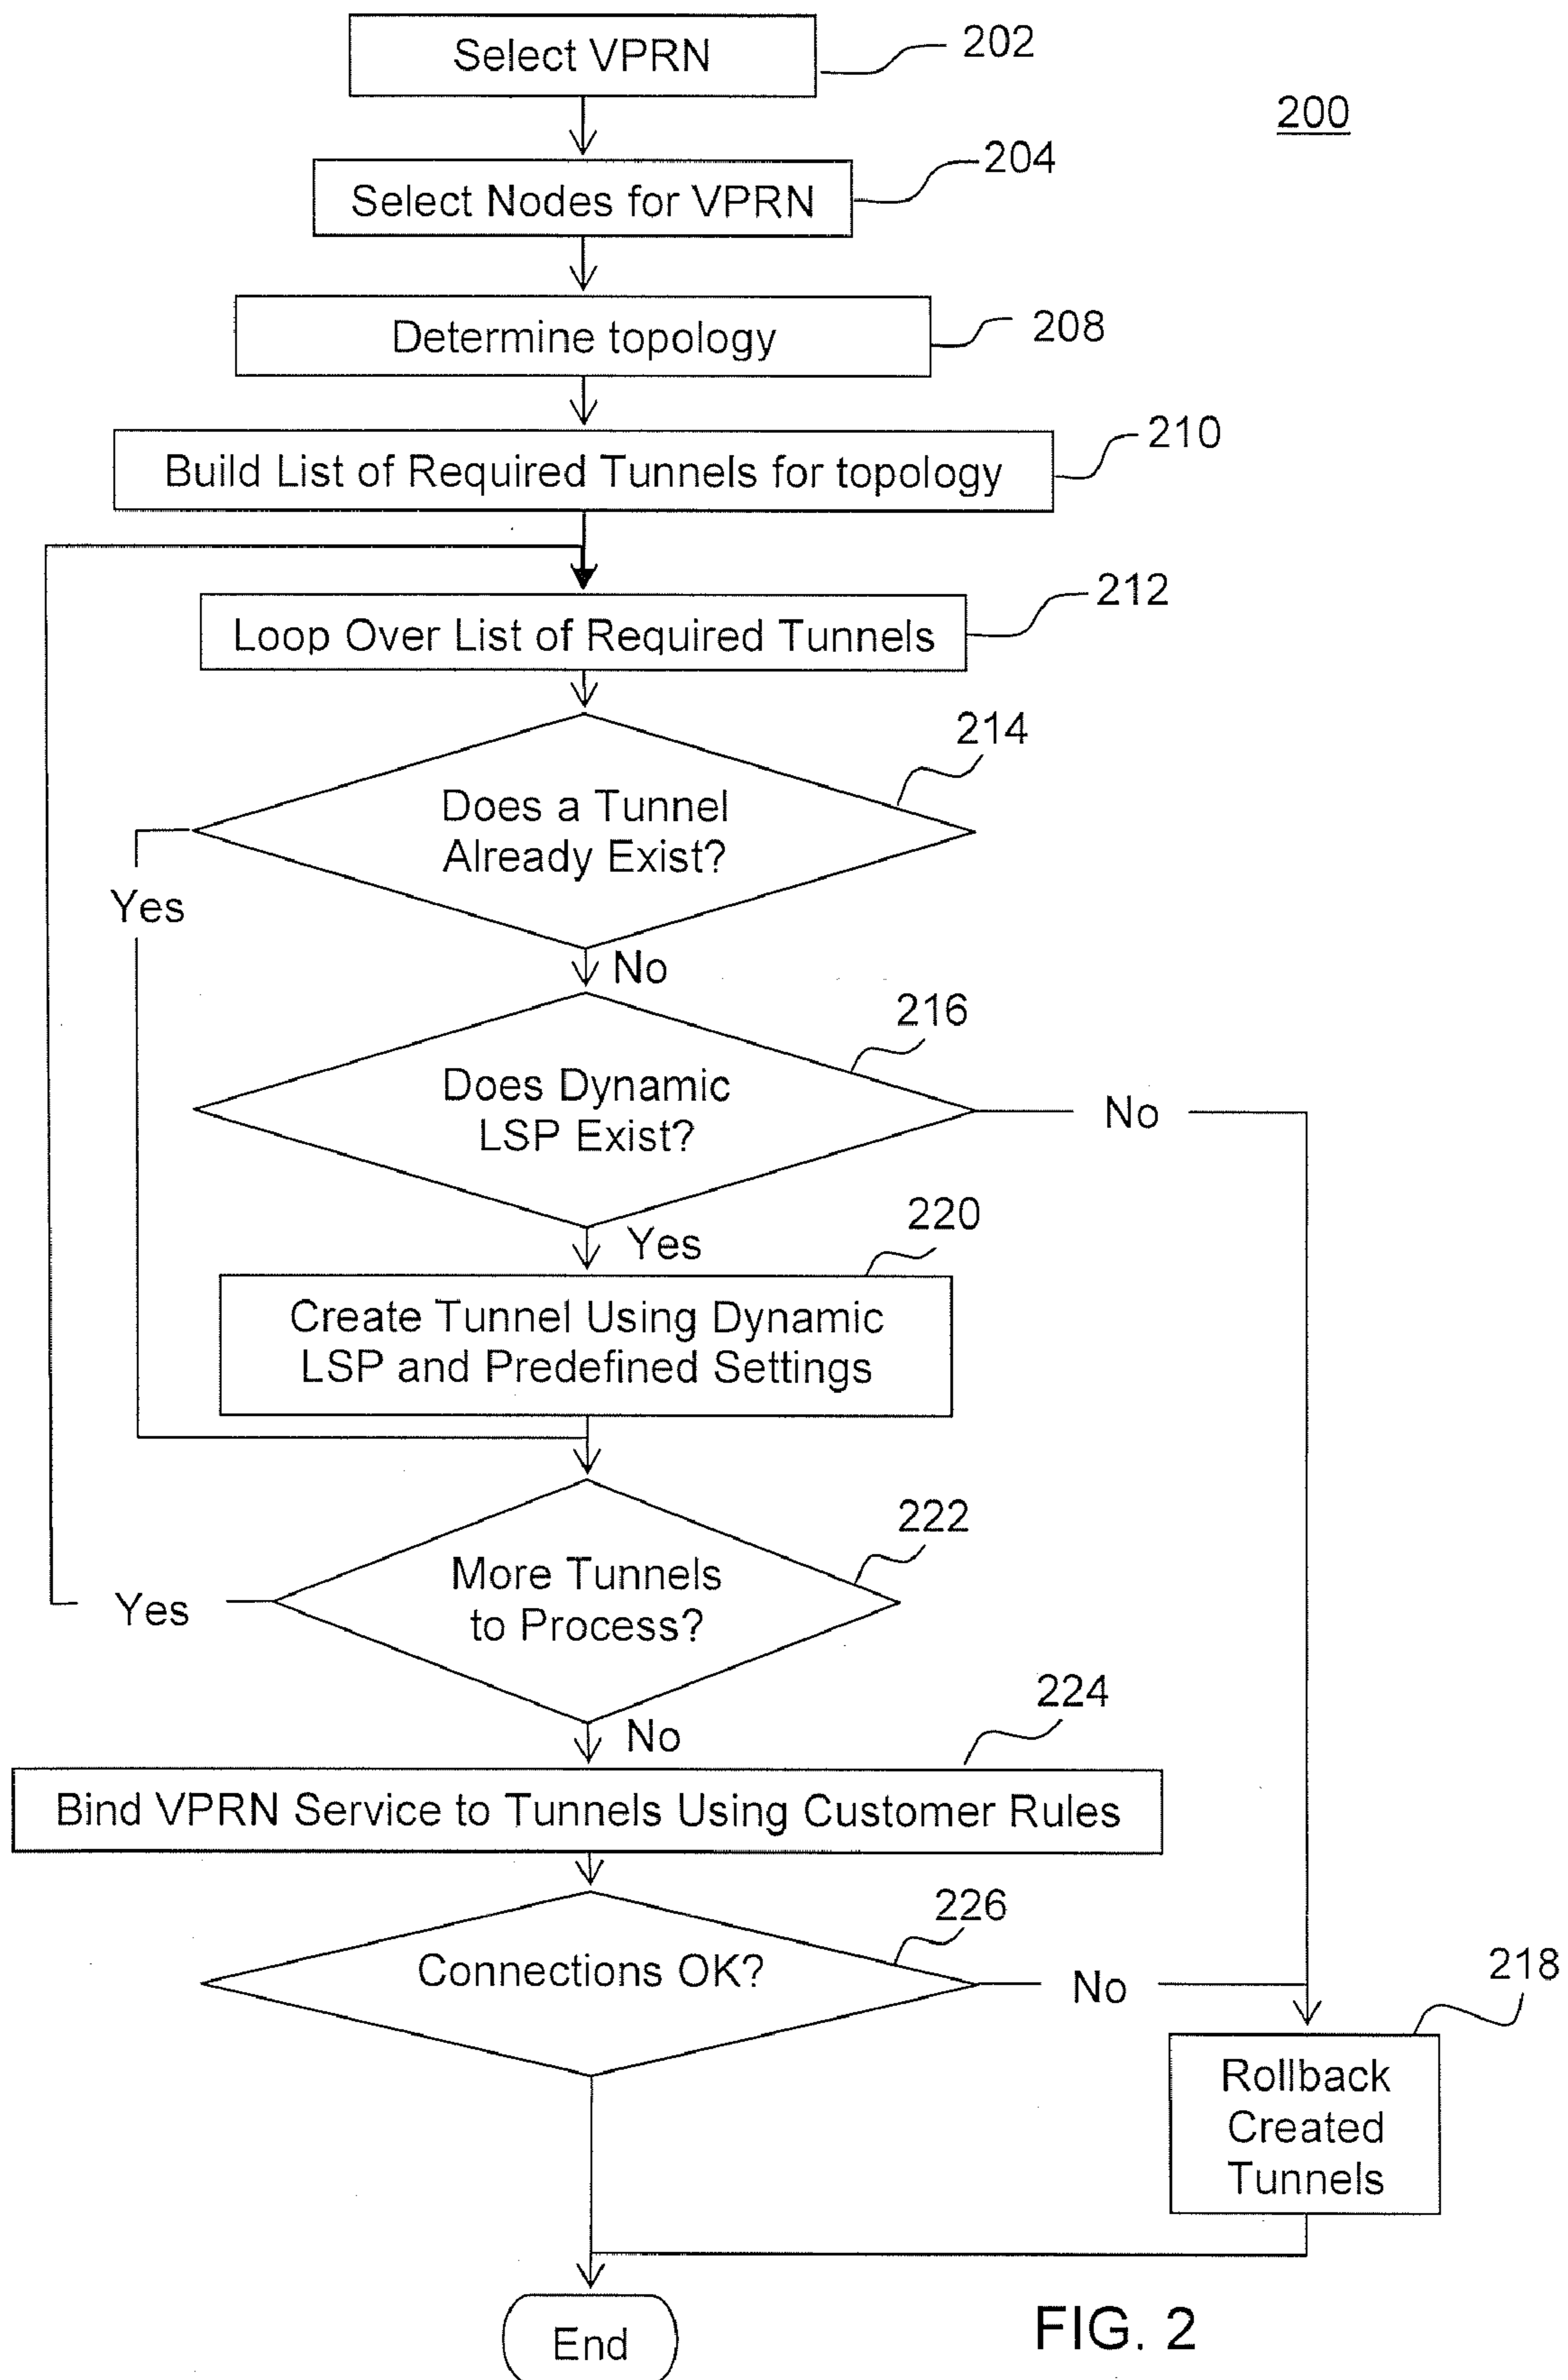 Select VPRN
202
200
204
Select Nodes for VPRN
208
Determine topology
210
Build List of Required Tunnels for topology
212
Loop Over List of Required Tunnels
214
Does a Tunnel
Already Exist?
Yes
No
216
Does Dynamic
LSP Exist?
No
220
Yes
Create Tunnel Using Dynamic
LSP and Predefined Settings
222
More Tunnels
to Process?
Yes
224
No
Bind VPRN Service to Tunnels Using Customer Rules
226
Connections OK?
No
218
Rollback
Created
Tunnels
End
FIG. 2